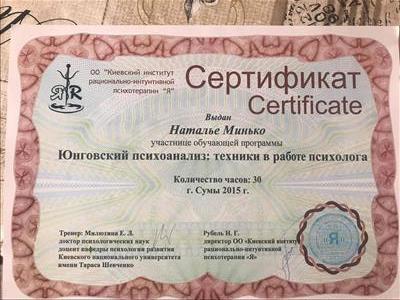 ОО "Киевский институт
рационально-интуитивной
психотерапии "Я"
Сертификат
Certificate
Выдан
Наталье Минько
участнице обучающей программы
Юнговский психоанализ: техники в работе психолога
Количество часов: 30
г. Сумы 2015 г.
Тренер: Милютина Е. Л.
доктор психологических наук
доцент кафедры психологии развития
Киевского национального университета
имени Тараса Шевченко
Рубель Н. Г.
директор ОО «Киевский институт
рационально-интуитивной
психотерапии «Я»